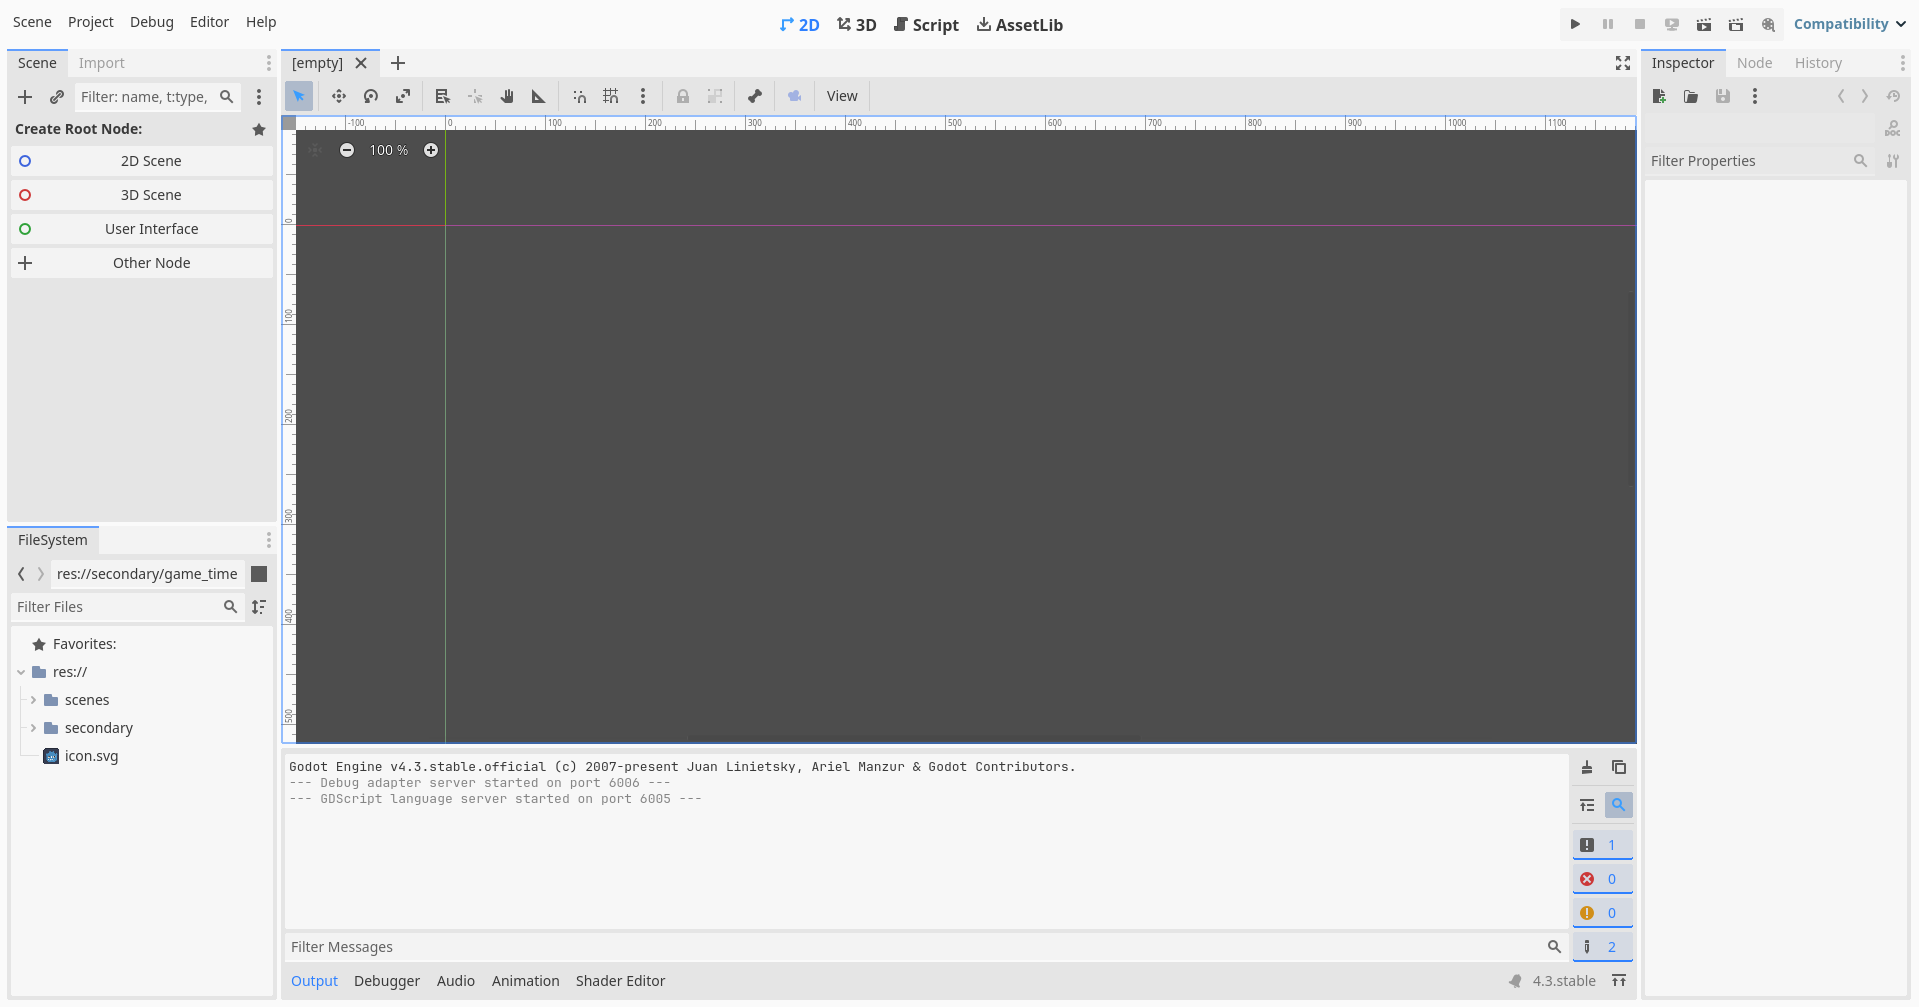 Scene Project Debug Editor Help
2D 3D Script AssetLib
Compatibility
Scene Import
Filter: name, t:type,
Create Root Node:
2D Scene
3D Scene
User Interface
Other Node
FileSystem
res://secondary/game_time
Filter Files
Favorites:
res://
scenes
secondary
icon.svg
[empty]
View
-100 0 100 200 300 400 500 600 700 800 900 1000 1100
100 %
0
100
200
300
400
500
Godot Engine v4.3.stable.official (c) 2007-present Juan Linietsky, Ariel Manzur & Godot Contributors.
--- Debug adapter server started on port 6006 ---
--- GDScript language server started on port 6005 ---
1
0
0
2
Filter Messages
Output Debugger Audio Animation Shader Editor
4.3.stable
Inspector Node History
DOC
Filter Properties